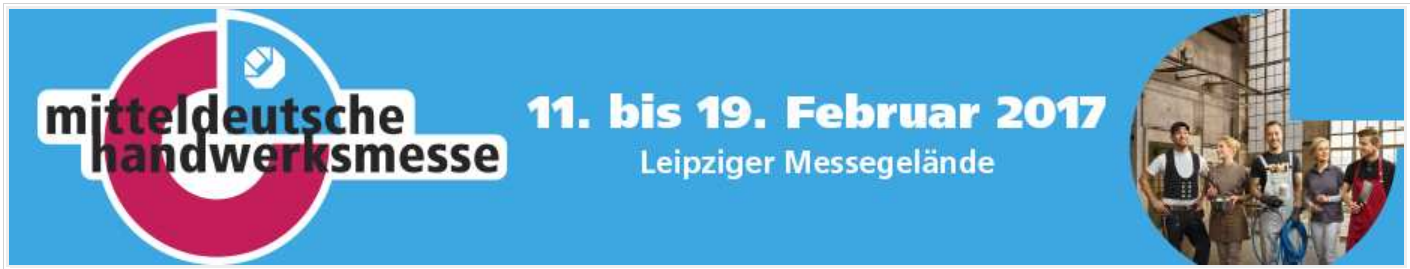 mitteldeutsche
handwerksmesse
11. bis 19. Februar 2017
Leipziger Messegelände